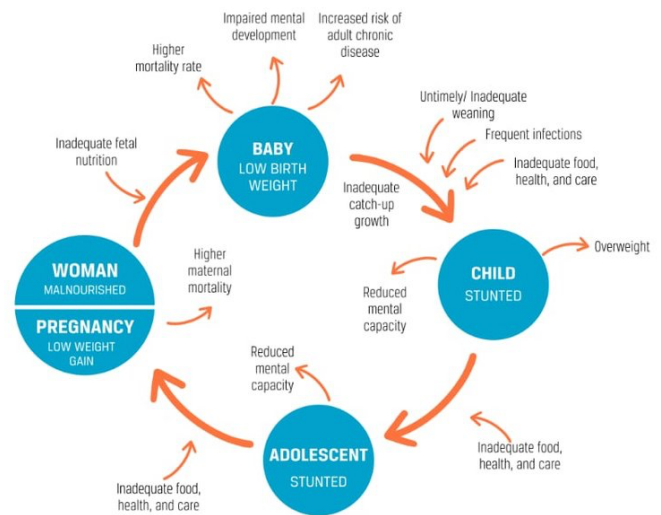 Impaired mental
development
Increased risk of
adult chronic
disease
Higher
mortality rate
Untimely/ Inadequate
weaning
Frequent infections
Inadequate food,
health, and care
Inadequate fetal
nutrition
BABY
LOW BIRTH
WEIGHT
Inadequate
catch-up
growth
Overweight
WOMAN
MALNOURISHED
PREGNANCY
LOW WEIGHT
GAIN
Higher
maternal
mortality
CHILD
STUNTED
Reduced
mental
capacity
Reduced
mental
capacity
ADOLESCENT
STUNTED
Inadequate food,
health, and care
Inadequate food,
health, and care